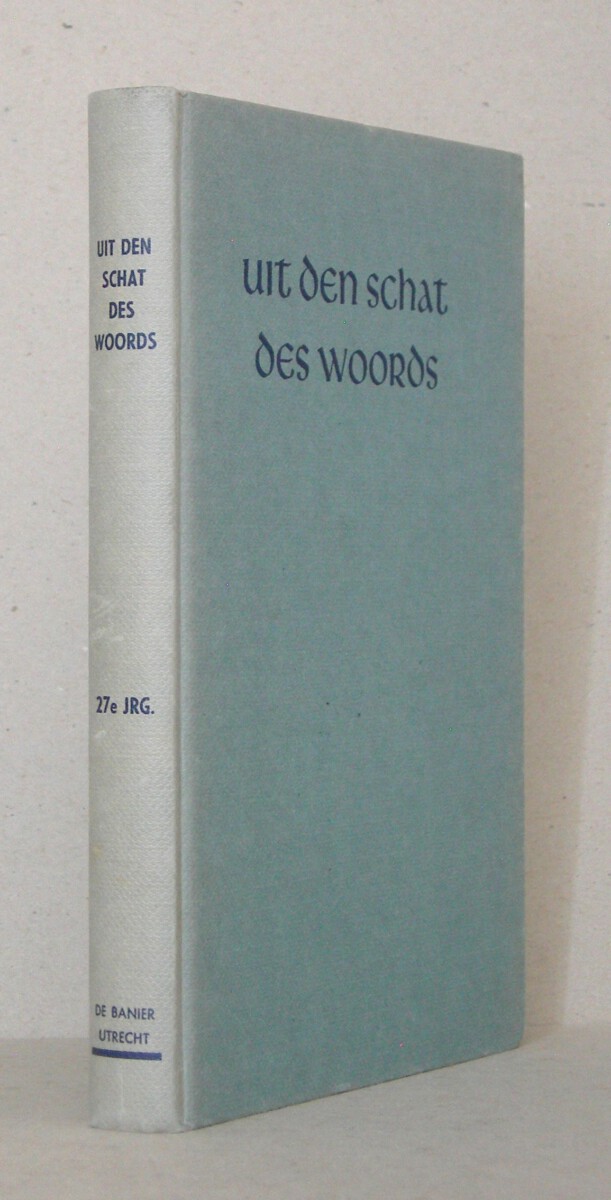 UIT DEN
SCHAT
DES
WOORDS
27e JRG.
DE BANIER
UTRECHT
uit den schat
des woords